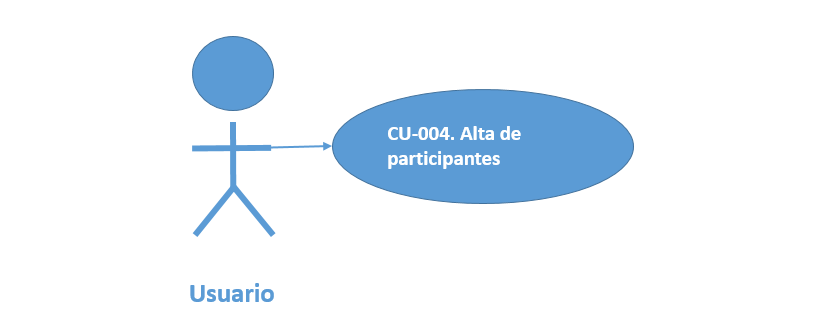 CU-004. Alta de
participantes
Usuario